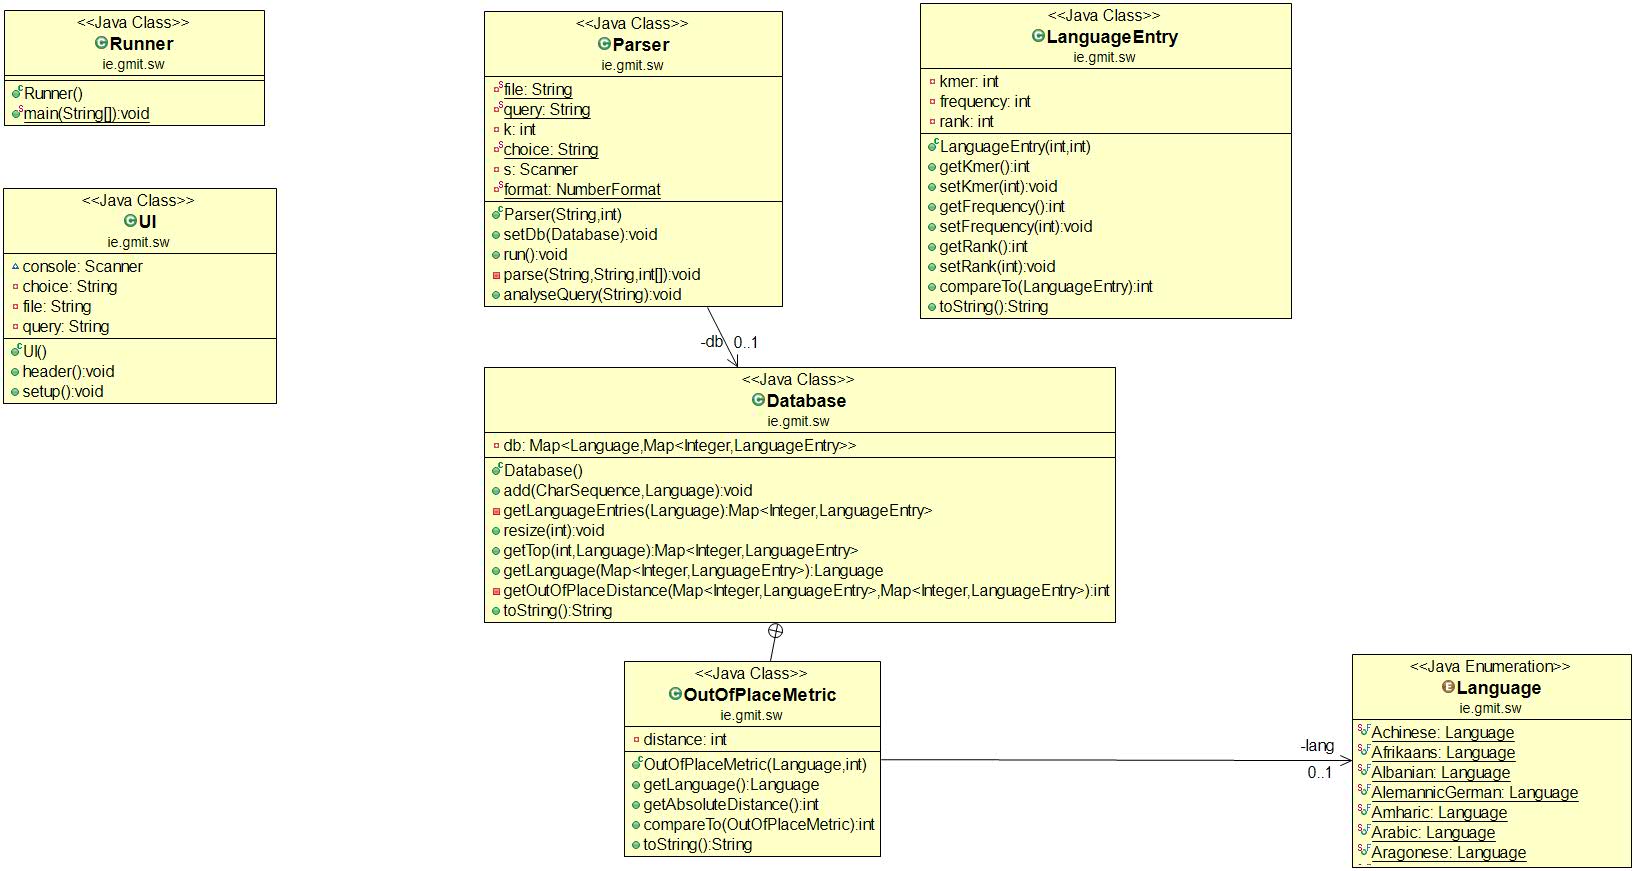 <<Java Class>>
Runner
ie.gmit.sw
Runner()
main(String[]):void
<<Java Class>>
UI
ie.gmit.sw
console: Scanner
choice: String
file: String
query: String
UI()
header():void
setup():void
<<Java Class>>
Parser
ie.gmit.sw
file: String
query: String
k: int
choice: String
s: Scanner
format: NumberFormat
Parser(String,int)
setDb(Database):void
run():void
parse(String,String,int[]):void
analyseQuery(String):void
-db 0..1
<<Java Class>>
LanguageEntry
ie.gmit.sw
kmer: int
frequency: int
rank: int
LanguageEntry(int,int)
getKmer():int
setKmer(int):void
getFrequency():int
setFrequency(int):void
getRank():int
setRank(int):void
compareTo(LanguageEntry):int
toString():String
<<Java Class>>
Database
ie.gmit.sw
db: Map<Language,Map<Integer,LanguageEntry>>
Database()
add(CharSequence,Language):void
getLanguageEntries(Language):Map<Integer,LanguageEntry>
resize(int):void
getTop(int,Language):Map<Integer,LanguageEntry>
getLanguage(Map<Integer,LanguageEntry>):Language
getOutOfPlaceDistance(Map<Integer,LanguageEntry>,Map<Integer,LanguageEntry>):int
toString():String
<<Java Class>>
OutOfPlaceMetric
ie.gmit.sw
distance: int
OutOfPlaceMetric(Language,int)
getLanguage():Language
getAbsoluteDistance():int
compareTo(OutOfPlaceMetric):int
toString():String
-lang
0..1
<<Java Enumeration>>
Language
ie.gmit.sw
Achinese: Language
Afrikaans: Language
Albanian: Language
AlemannicGerman: Language
Amharic: Language
Arabic: Language
Aragonese: Language